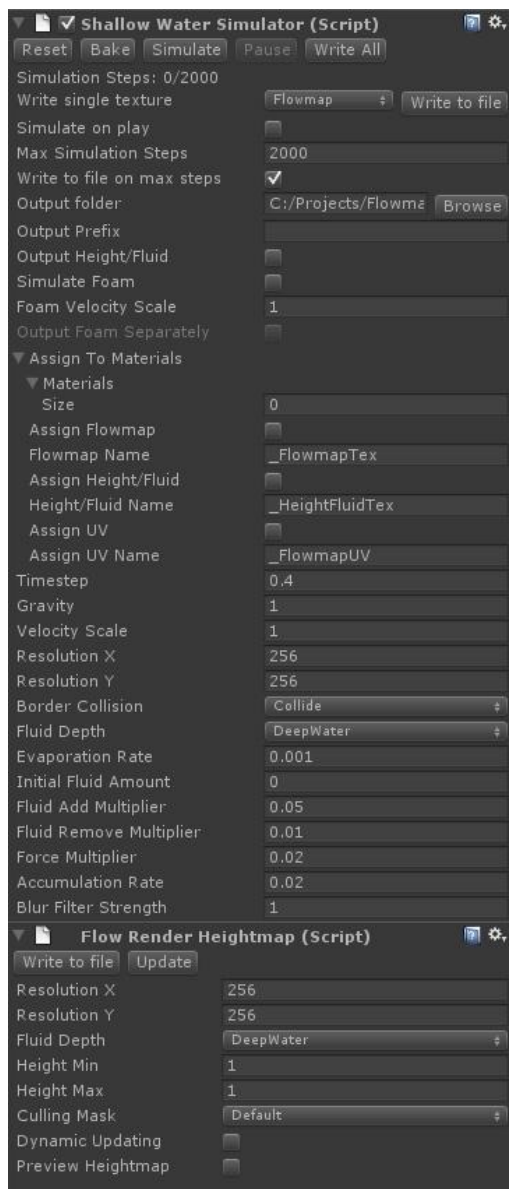 Shallow Water Simulator (Script)
Reset Bake Simulate Pause Write All
Simulation Steps: 0/2000
Write single texture Flowmap Write to file
Simulate on play
Max Simulation Steps 2000
Write to file on max steps
Output folder C:/Projects/Flowma Browse
Output Prefix
Output Height/Fluid
Simulate Foam
Foam Velocity Scale 1
Output Foam Separately
Assign To Materials
Materials
Size 0
Assign Flowmap
Flowmap Name _FlowmapTex
Assign Height/Fluid
Height/Fluid Name _HeightFluidTex
Assign UV
Assign UV Name _FlowmapUV
Timestep 0.4
Gravity 1
Velocity Scale 1
Resolution X 256
Resolution Y 256
Border Collision Collide
Fluid Depth DeepWater
Evaporation Rate 0.001
Initial Fluid Amount 0
Fluid Add Multiplier 0.05
Fluid Remove Multiplier 0.01
Force Multiplier 0.02
Accumulation Rate 0.02
Blur Filter Strength 1
Flow Render Heightmap (Script)
Write to file Update
Resolution X 256
Resolution Y 256
Fluid Depth DeepWater
Height Min 1
Height Max 1
Culling Mask Default
Dynamic Updating
Preview Heightmap